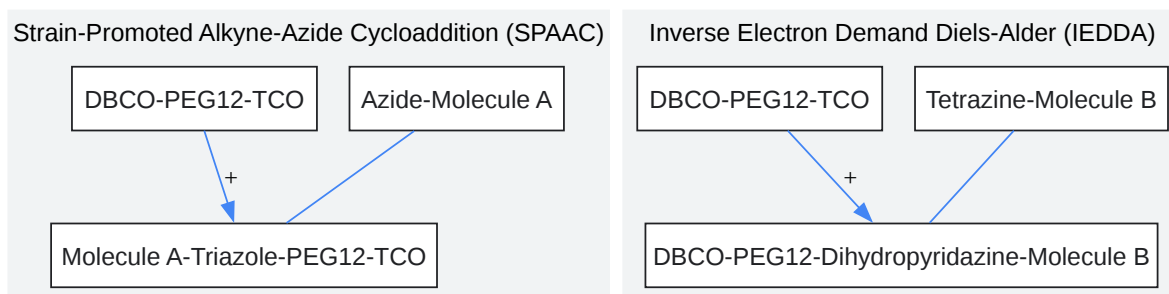 Strain-Promoted Alkyne-Azide Cycloaddition (SPAAC)
DBCO-PEG12-TCO
Azide-Molecule A
+
Molecule A-Triazole-PEG12-TCO
Inverse Electron Demand Diels-Alder (IEDDA)
DBCO-PEG12-TCO
Tetrazine-Molecule B
+
DBCO-PEG12-Dihydropyridazine-Molecule B